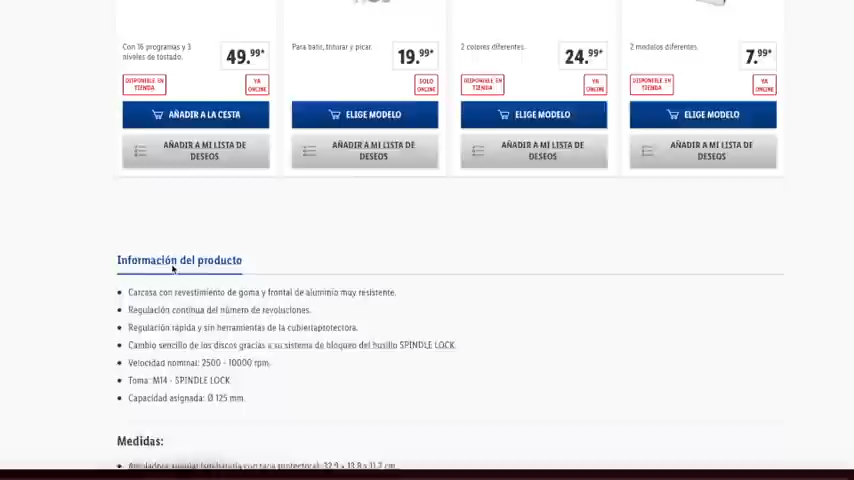 Con 16 programas y 3
niveles de tostado.
49.99*
Para batir, triturar y picar.
19.99*
2 colores diferentes.
24.99*
2 modelos diferentes.
7.99*
DISPONIBLE EN
TIENDA
YA
ONLINE
SOLO
ONLINE
DISPONIBLE EN
TIENDA
YA
ONLINE
DISPONIBLE EN
TIENDA
YA
ONLINE
AÑADIR A LA CESTA
ELIGE MODELO
ELIGE MODELO
ELIGE MODELO
AÑADIR A MI LISTA DE
DESEOS
AÑADIR A MI LISTA DE
DESEOS
AÑADIR A MI LISTA DE
DESEOS
AÑADIR A MI LISTA DE
DESEOS
Información del producto
Carcasa con revestimiento de goma y frontal de aluminio muy resistente.
Regulación continua del número de revoluciones.
Regulación rápida y sin herramientas de la cubiertaprotectora.
Cambio sencillo de los discos gracias a su sistema de bloqueo del husillo SPINDLE LOCK.
Velocidad nominal: 2500 - 10000 rpm.
Toma: M14 - SPINDLE LOCK.
Capacidad asignada: Ø 125 mm.
Medidas: